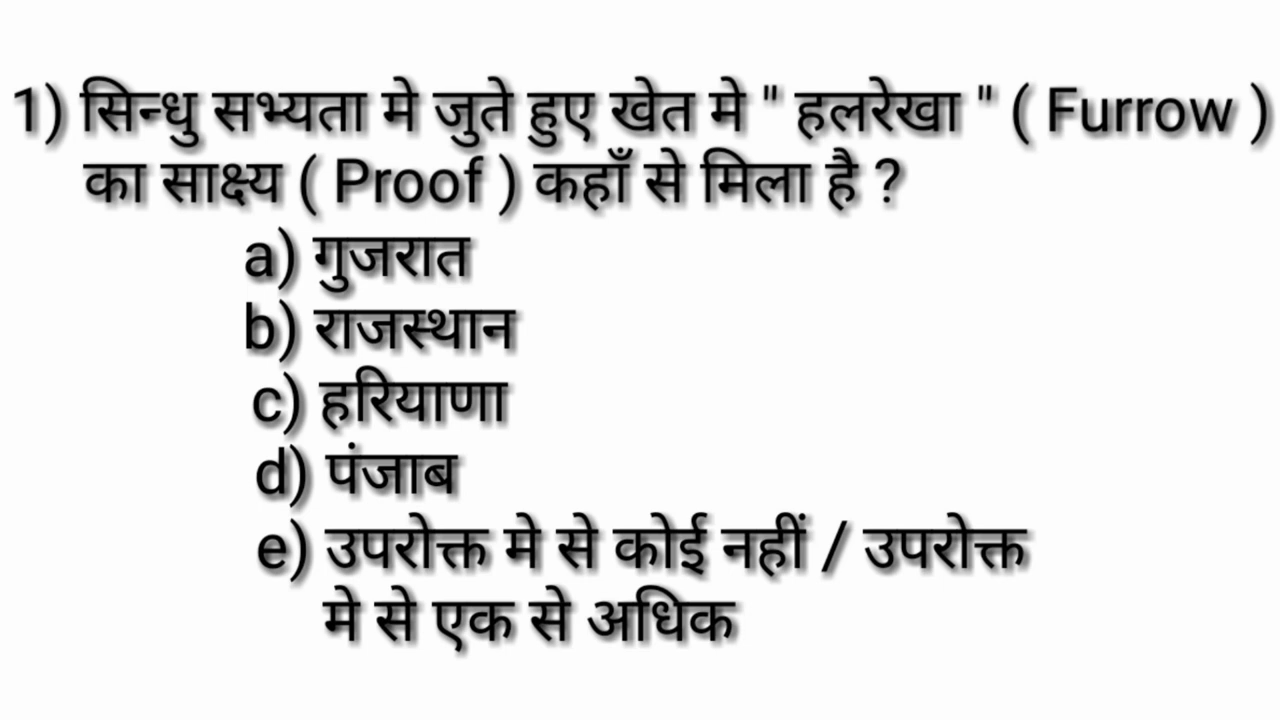 1) सिन्धु सभ्यता मे जुते हुए खेत मे " हलरेखा " ( Furrow )
का साक्ष्य ( Proof ) कहाँ से मिला है ?
a) गुजरात
b) राजस्थान
c) हरियाणा
d) पंजाब
e) उपरोक्त मे से कोई नहीं / उपरोक्त
मे से एक से अधिक